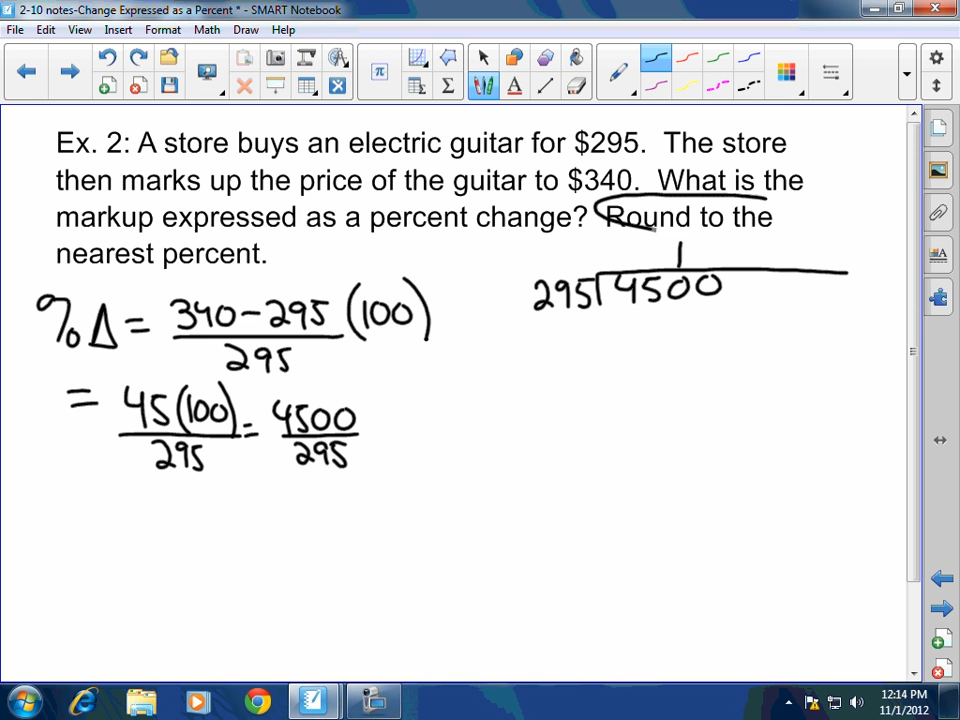 2-10 notes-Change Expressed as a Percent * - SMART Notebook
File Edit View Insert Format Math Draw Help
Ex. 2: A store buys an electric guitar for $295. The store
then marks up the price of the guitar to $340. What is the
markup expressed as a percent change? Round to the
nearest percent.
1
295 4500
%Δ = 340-295 (100)
295
= 45(100) = 4500
295 295
12:14 PM
11/1/2012